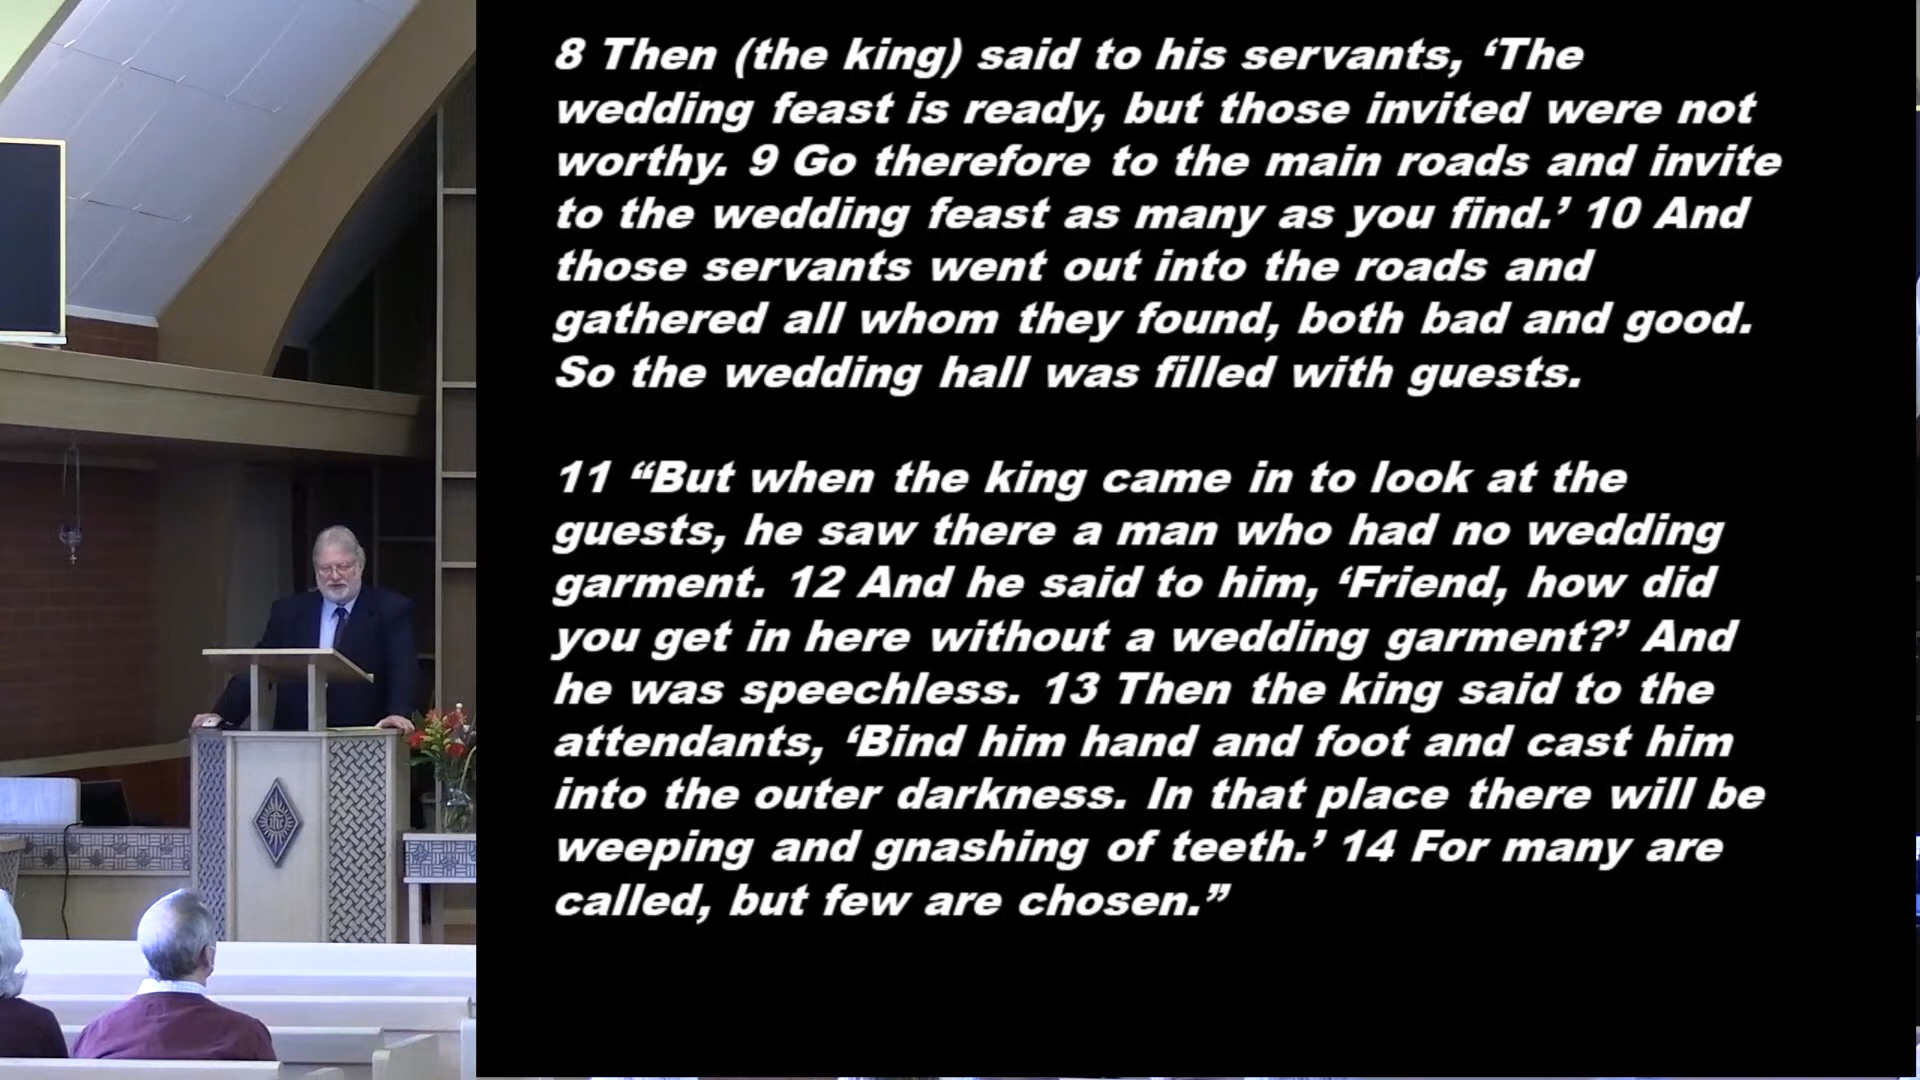 8 Then (the king) said to his servants, ‘The
wedding feast is ready, but those invited were not
worthy. 9 Go therefore to the main roads and invite
to the wedding feast as many as you find.’ 10 And
those servants went out into the roads and
gathered all whom they found, both bad and good.
So the wedding hall was filled with guests.
11 “But when the king came in to look at the
guests, he saw there a man who had no wedding
garment. 12 And he said to him, ‘Friend, how did
you get in here without a wedding garment?’ And
he was speechless. 13 Then the king said to the
attendants, ‘Bind him hand and foot and cast him
into the outer darkness. In that place there will be
weeping and gnashing of teeth.’ 14 For many are
called, but few are chosen.”